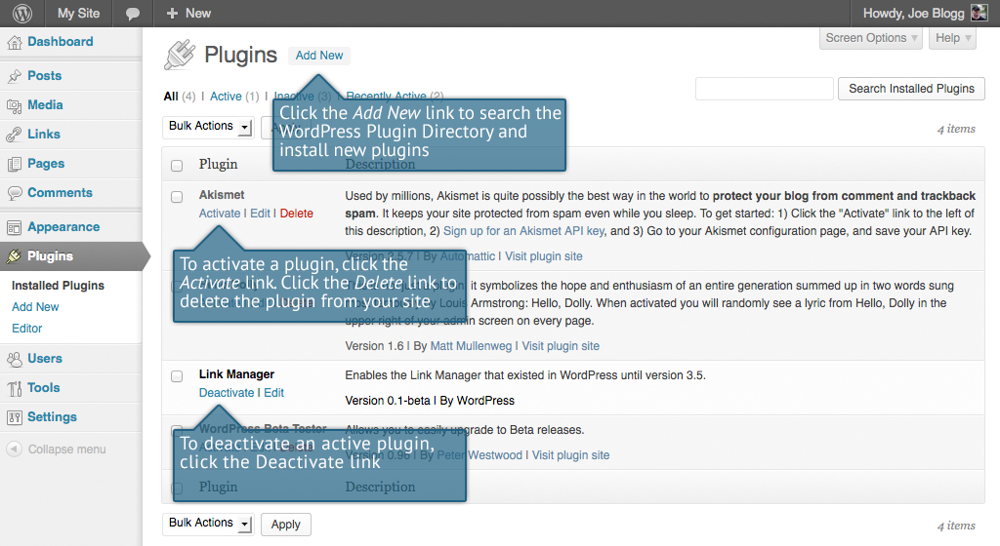 My Site
New
Howdy, Joe Blogg
Dashboard
Posts
Media
Links
Pages
Comments
Appearance
Plugins
Installed Plugins
Add New
Editor
Users
Tools
Settings
Collapse menu
Plugins Add New
Screen Options Help
All (4) | Active (1) | Inactive (3) | Recently Active (2)
Search Installed Plugins
Bulk Actions
4 items
Click the Add New link to search the
WordPress Plugin Directory and
install new plugins
Plugin Description
Akismet
Activate | Edit | Delete
Used by millions, Akismet is quite possibly the best way in the world to protect your blog from comment and trackback
spam. It keeps your site protected from spam even while you sleep. To get started: 1) Click the "Activate" link to the left of
this description, 2) Sign up for an Akismet API key, and 3) Go to your Akismet configuration page, and save your API key.
Version 2.5.7 | By Automattic | Visit plugin site
To activate a plugin, click the
Activate link. Click the Delete link to
delete the plugin from your site
it symbolizes the hope and enthusiasm of an entire generation summed up in two words sung
Louis Armstrong: Hello, Dolly. When activated you will randomly see a lyric from Hello, Dolly in the
upper right of your admin screen on every page.
Version 1.6 | By Matt Mullenweg | Visit plugin site
Link Manager
Deactivate | Edit
Enables the Link Manager that existed in WordPress until version 3.5.
Version 0.1-beta | By WordPress
WordPress Beta Tester
Allows you to easily upgrade to Beta releases.
Version 0.98 | By Peter Westwood | Visit plugin site
To deactivate an active plugin,
click the Deactivate link
Plugin Description
Bulk Actions Apply
4 items